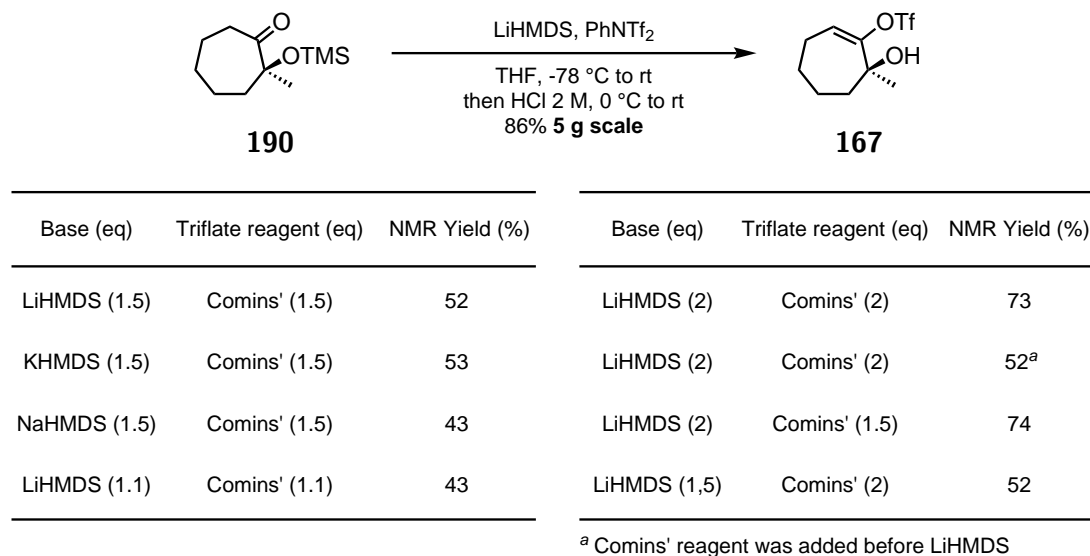 O
OTMS
190
LiHMDS, PhNTf2
THF, -78 °C to rt
then HCl 2 M, 0 °C to rt
86% 5 g scale
OTf
OH
167
Base (eq) Triflate reagent (eq) NMR Yield (%)
LiHMDS (1.5) Comins' (1.5) 52
KHMDS (1.5) Comins' (1.5) 53
NaHMDS (1.5) Comins' (1.5) 43
LiHMDS (1.1) Comins' (1.1) 43
Base (eq) Triflate reagent (eq) NMR Yield (%)
LiHMDS (2) Comins' (2) 73
LiHMDS (2) Comins' (2) 52a
LiHMDS (2) Comins' (1.5) 74
LiHMDS (1,5) Comins' (2) 52
a Comins' reagent was added before LiHMDS